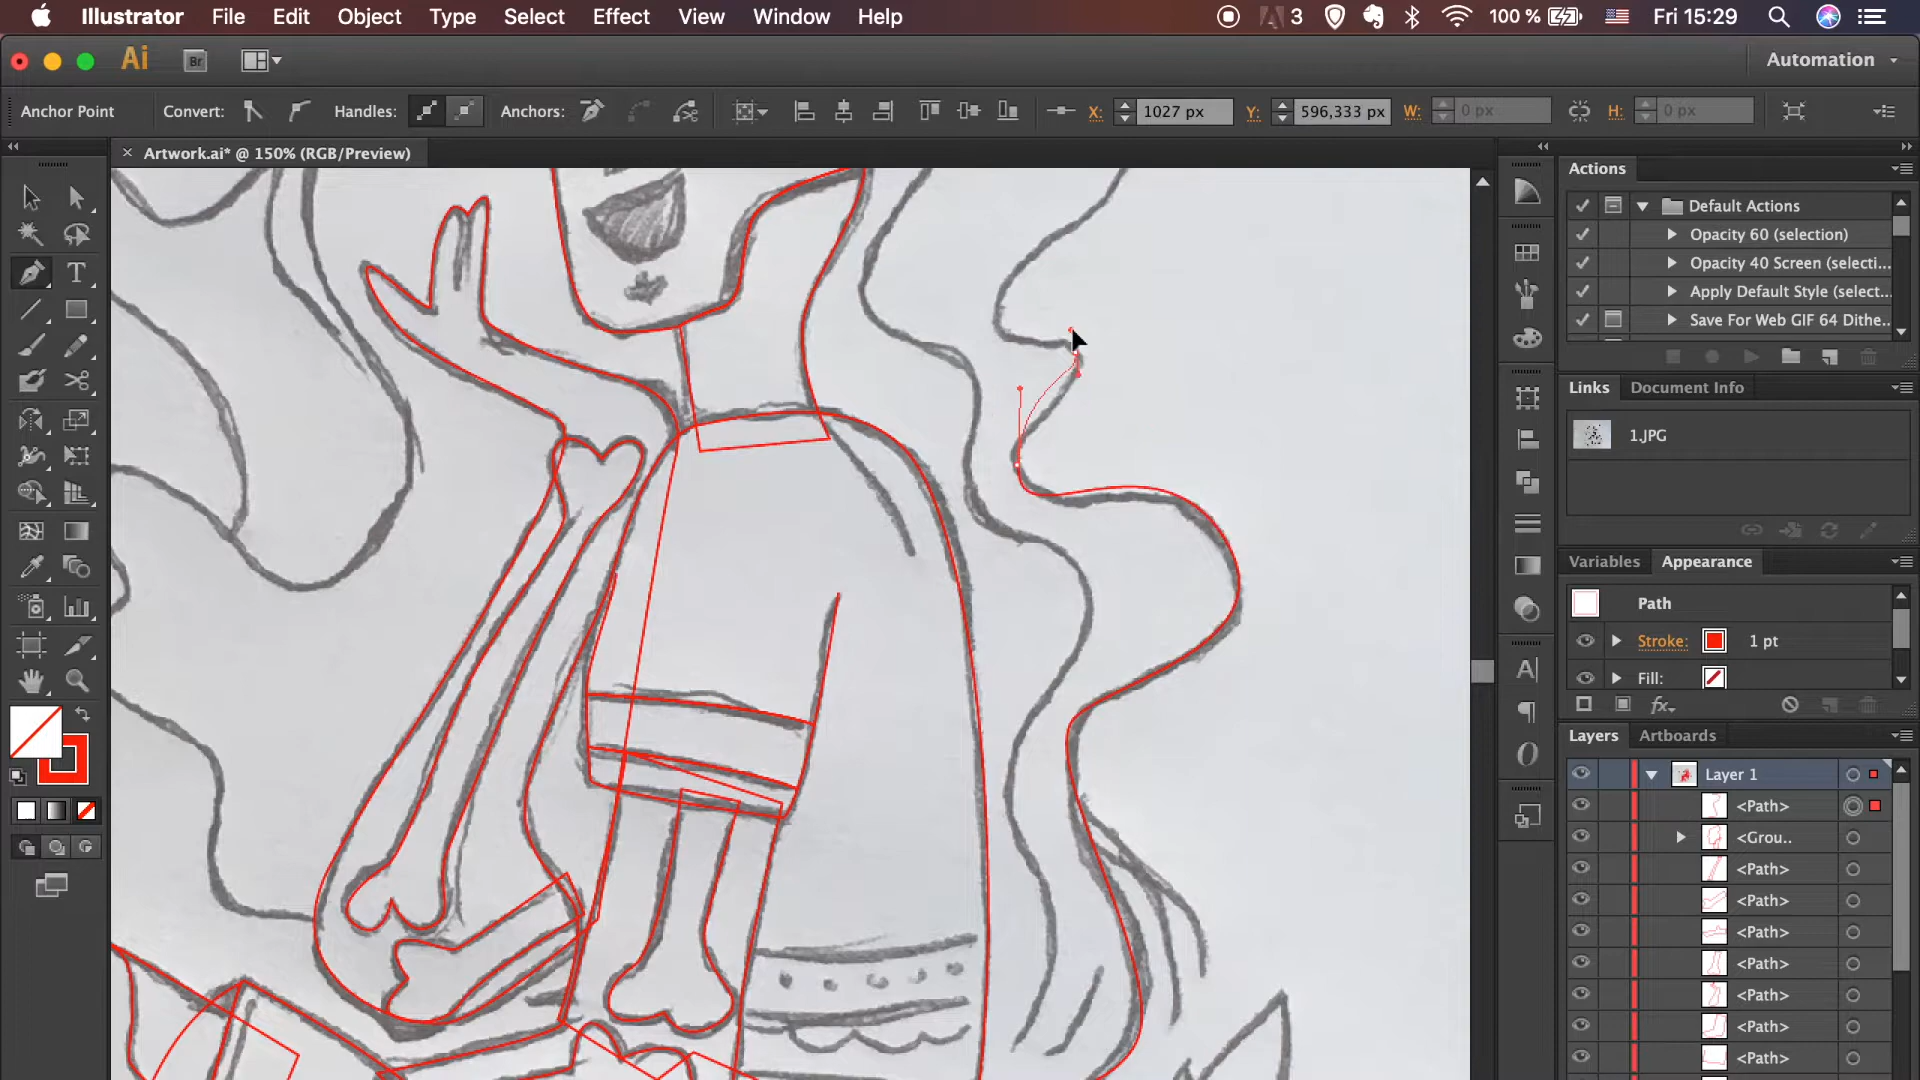 Illustrator File Edit Object Type Select Effect View Window Help 3 100 % Fri 15:29
Ai Br Automation
Anchor Point Convert: Handles: Anchors: X: 1027 px Y: 596,333 px W: 0 px H: 0 px
× Artwork.ai* @ 150% (RGB/Preview)
Actions
Default Actions
Opacity 60 (selection)
Opacity 40 Screen (selecti...
Apply Default Style (select...
Save For Web GIF 64 Dithe..
Links Document Info
1.JPG
Variables Appearance
Path
Stroke: 1 pt
Fill:
fx
Layers Artboards
Layer 1
<Path>
<Grou..
<Path>
<Path>
<Path>
<Path>
<Path>
<Path>
<Path>